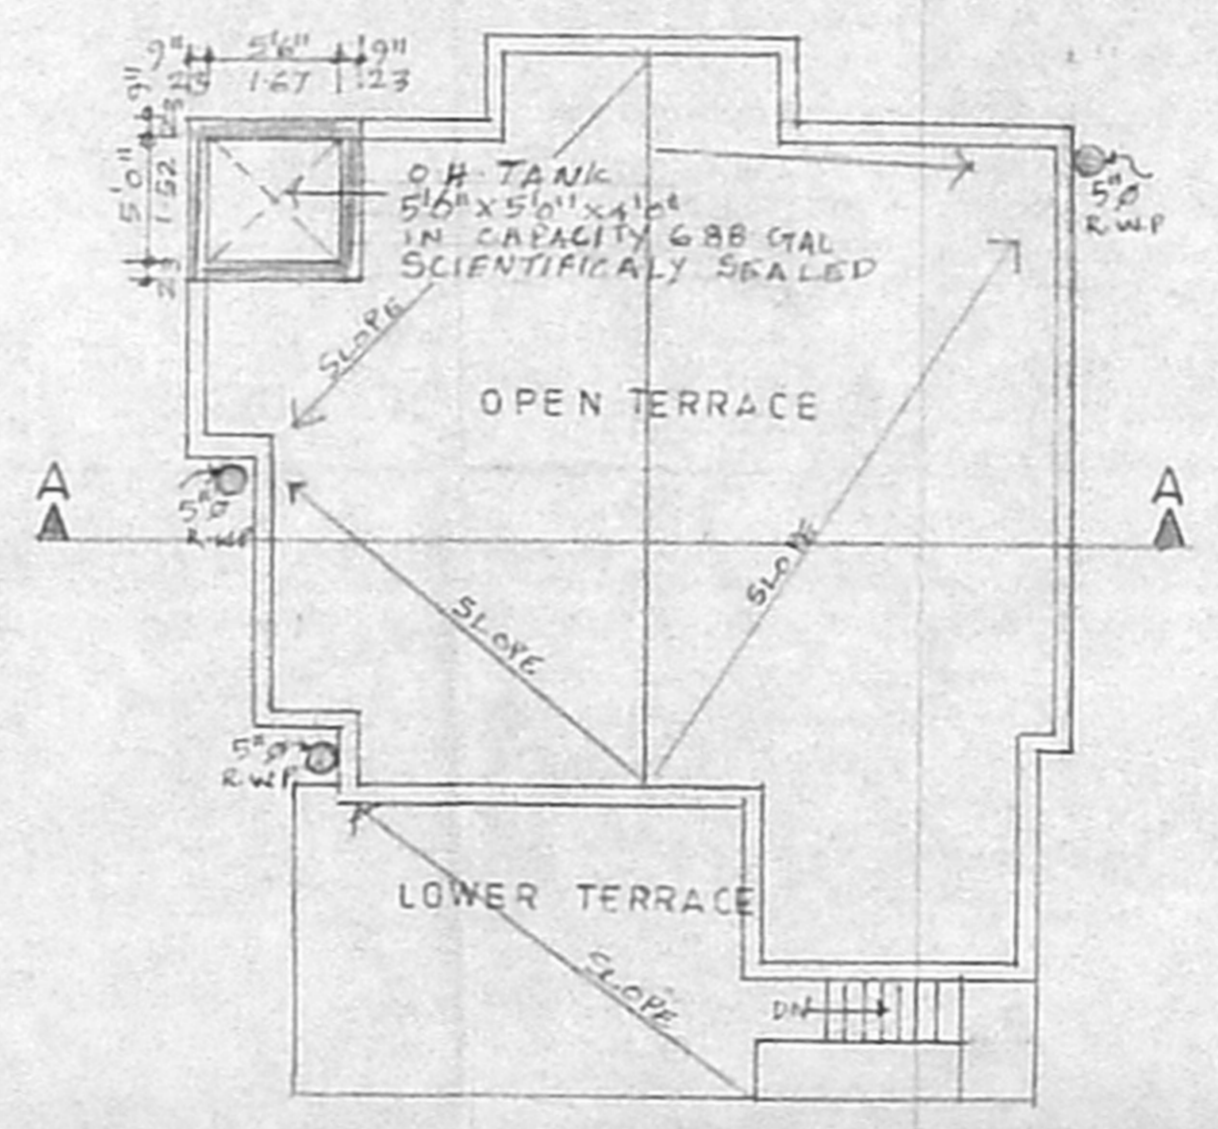 9" 5'6" 9"
23 1.67 .23
9"
5'0" 1.52
O.H. TANK
5'6" X 5'0" X 4'0"
IN CAPACITY 688 GAL
SCIENTIFICALY SEALED
5"Ø
R.W.P
SLOPE
OPEN TERRACE
A
A
5"Ø
R.W.P
SLOPE
SLOPE
5"Ø
R.W.P
LOWER TERRACE
SLOPE
DN